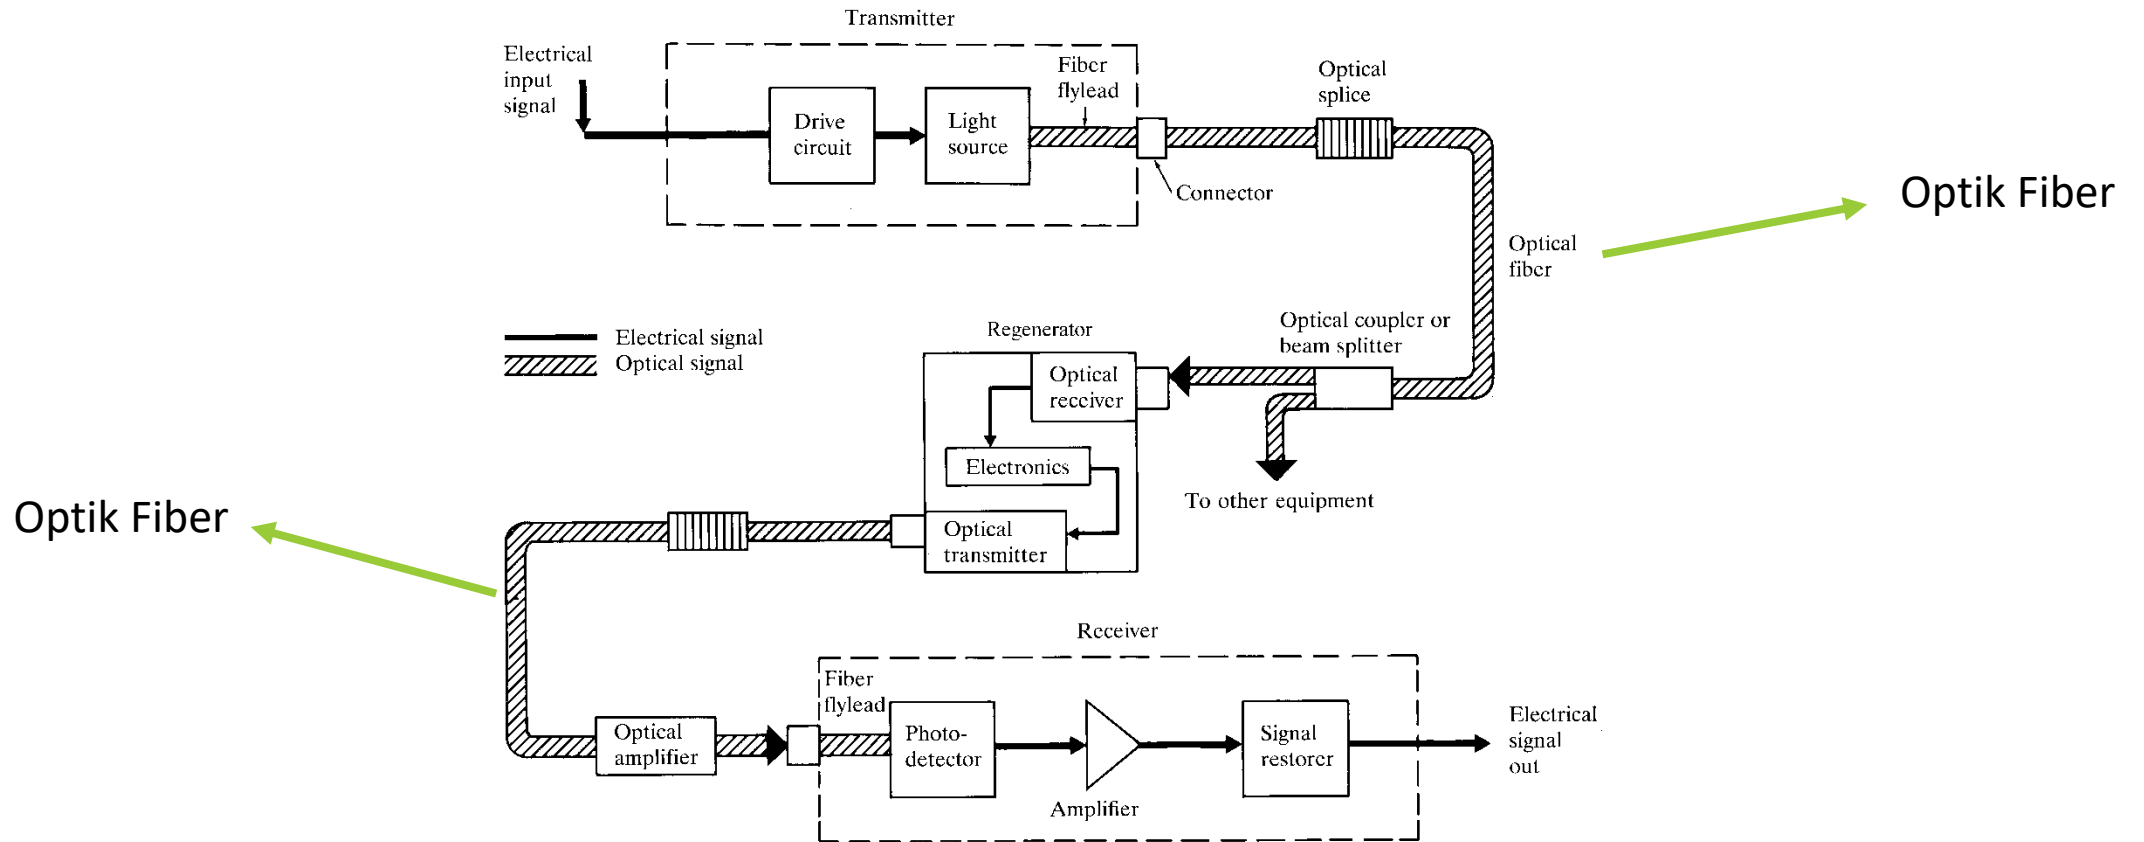 Transmitter
Electrical
input
signal
Drive
circuit
Light
source
Fiber
flylead
Connector
Optical
splice
Optical
fiber
Optik Fiber
Electrical signal
Optical signal
Regenerator
Optical
receiver
Electronics
Optical
transmitter
Optical coupler or
beam splitter
To other equipment
Optik Fiber
Optical
amplifier
Receiver
Fiber
flylead
Photo-
detector
Amplifier
Signal
restorer
Electrical
signal
out